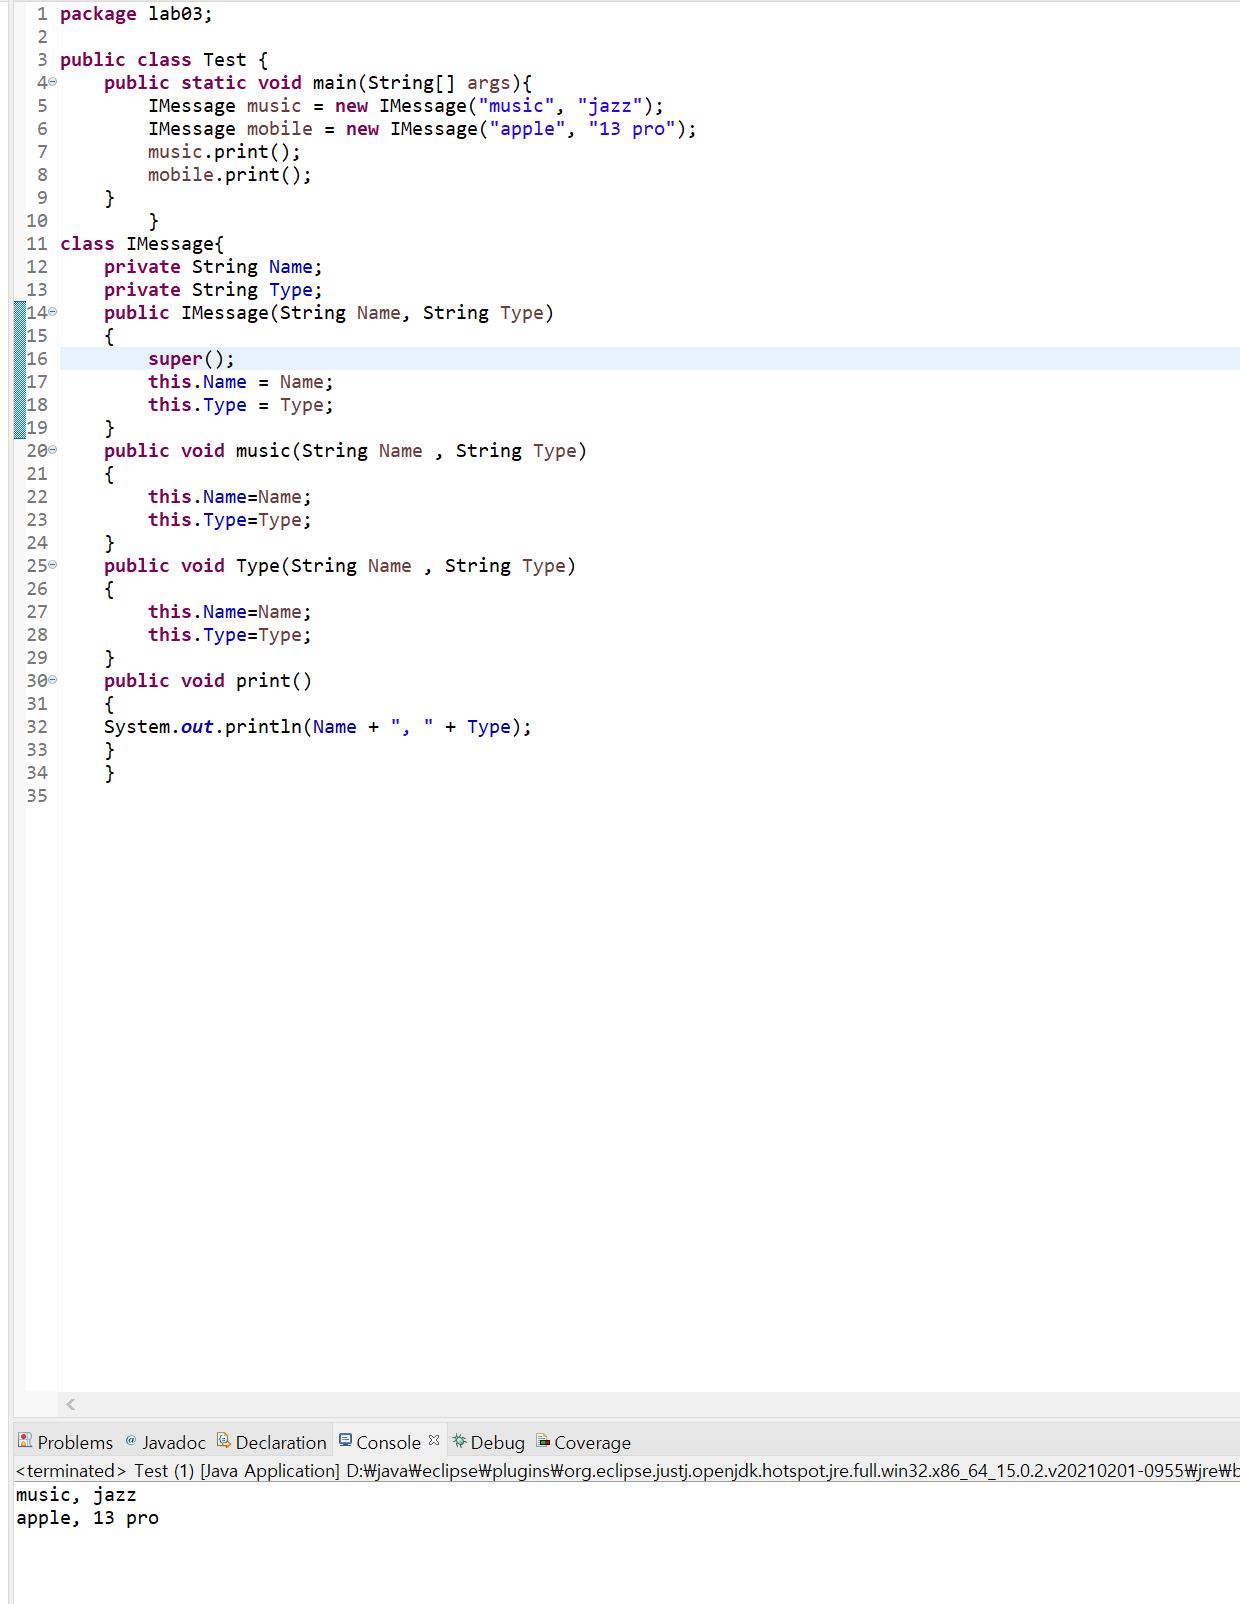 1 package lab03;
2
3 public class Test {
4 public static void main(String[] args){
5 IMessage music = new IMessage("music", "jazz");
6 IMessage mobile = new IMessage("apple", "13 pro");
7 music.print();
8 mobile.print();
9 }
10 }
11 class IMessage{
12 private String Name;
13 private String Type;
14 public IMessage(String Name, String Type)
15 {
16 super();
17 this.Name = Name;
18 this.Type = Type;
19 }
20 public void music(String Name , String Type)
21 {
22 this.Name=Name;
23 this.Type=Type;
24 }
25 public void Type(String Name , String Type)
26 {
27 this.Name=Name;
28 this.Type=Type;
29 }
30 public void print()
31 {
32 System.out.println(Name + ", " + Type);
33 }
34 }
35
Problems @ Javadoc Declaration Console Debug Coverage
<terminated> Test (1) [Java Application] D:₩java₩eclipse₩plugins₩org.eclipse.justj.openjdk.hotspot.jre.full.win32.x86_64_15.0.2.v20210201-0955₩jre₩b
music, jazz
apple, 13 pro